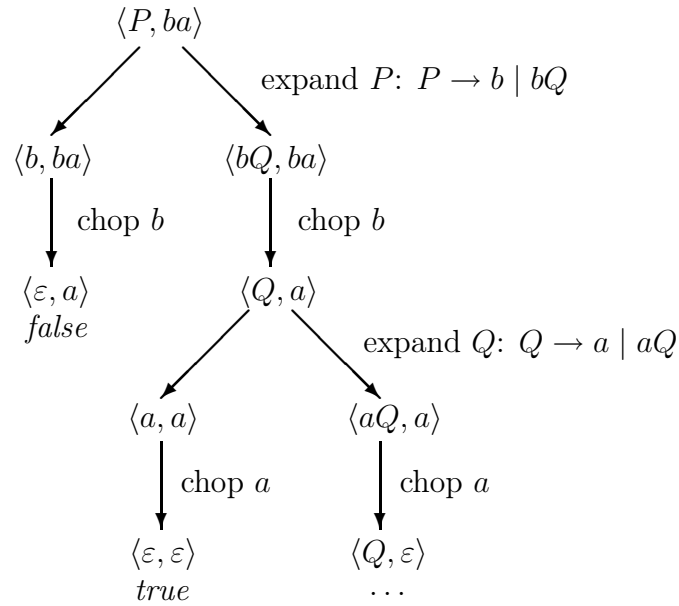 ⟨P, ba⟩
expand P: P → b | bQ
⟨b, ba⟩ ⟨bQ, ba⟩
chop b chop b
⟨ε, a⟩ ⟨Q, a⟩
false
expand Q: Q → a | aQ
⟨a, a⟩ ⟨aQ, a⟩
chop a chop a
⟨ε, ε⟩ ⟨Q, ε⟩
true ...